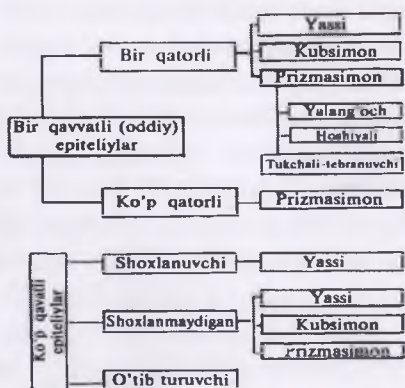 Yassi
Bir qatorli
Kubsimon
Prizmasimon
Yalang'och
Hoshiyali
Tukchali-tebranuvchi
Bir qavvatli (oddiy)
epiteliylar
Ko'p qatorli
Prizmasimon
Ko'p qavatli
epiteliylar
Shoxlanuvchi
Yassi
Shoxlanmaydigan
Yassi
Kubsimon
Prizmasimon
O'tib turuvchi